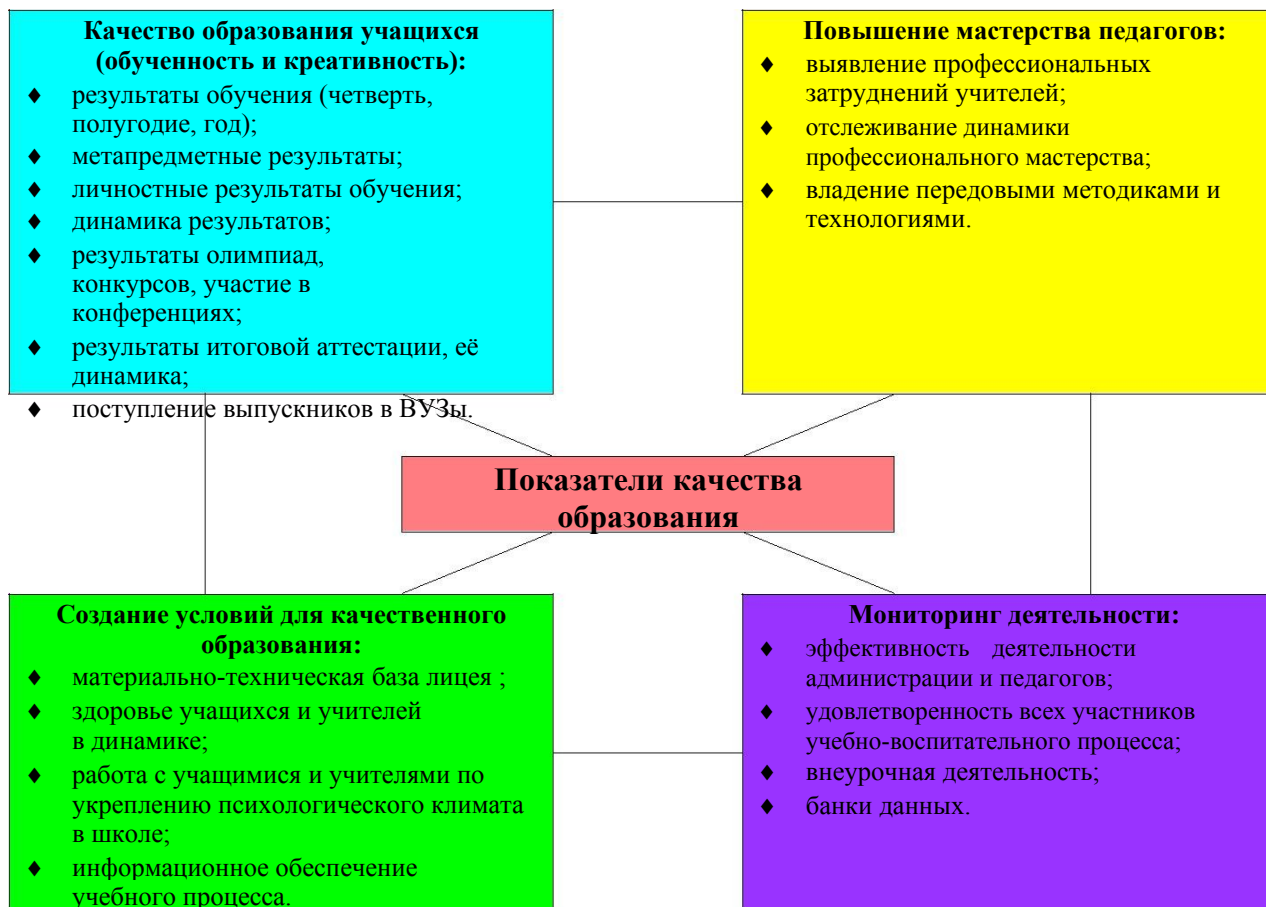 Качество образования учащихся
(обученность и креативность):
♦ результаты обучения (четверть,
полугодие, год);
♦ метапредметные результаты;
♦ личностные результаты обучения;
♦ динамика результатов;
♦ результаты олимпиад,
конкурсов, участие в
конференциях;
♦ результаты итоговой аттестации, её
динамика;
♦ поступление выпускников в ВУЗы.
Повышение мастерства педагогов:
♦ выявление профессиональных
затруднений учителей;
♦ отслеживание динамики
профессионального мастерства;
♦ владение передовыми методиками и
технологиями.
Показатели качества
образования
Создание условий для качественного
образования:
♦ материально-техническая база лицея ;
♦ здоровье учащихся и учителей
в динамике;
♦ работа с учащимися и учителями по
укреплению психологического климата
в школе;
♦ информационное обеспечение
учебного процесса.
Мониторинг деятельности:
♦ эффективность деятельности
администрации и педагогов;
♦ удовлетворенность всех участников
учебно-воспитательного процесса;
♦ внеурочная деятельность;
♦ банки данных.